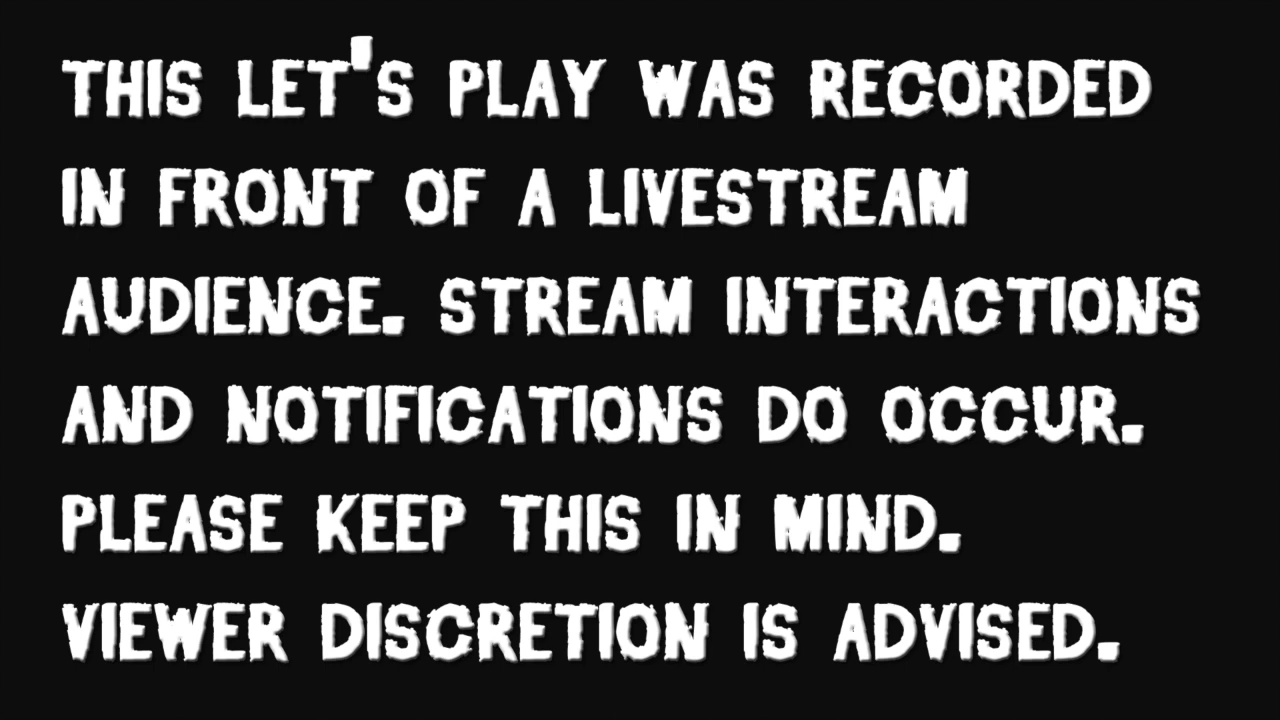 THIS LET'S PLAY WAS RECORDED
IN FRONT OF A LIVESTREAM
AUDIENCE. STREAM INTERACTIONS
AND NOTIFICATIONS DO OCCUR.
PLEASE KEEP THIS IN MIND.
VIEWER DISCRETION IS ADVISED.